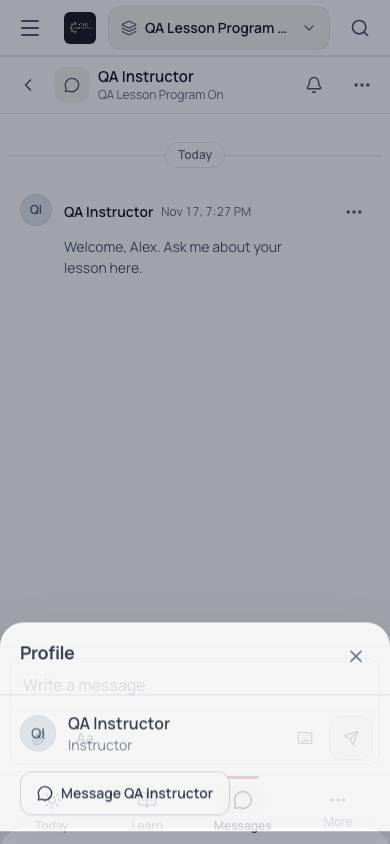 QA Lesson Program ...
QA Instructor
QA Lesson Program On
Today
QI
QA Instructor Nov 17, 7:27 PM
Welcome, Alex. Ask me about your
lesson here.
Profile
Write a message
QI
QA Instructor
Instructor
Aa
Message QA Instructor
Today Learn Messages More